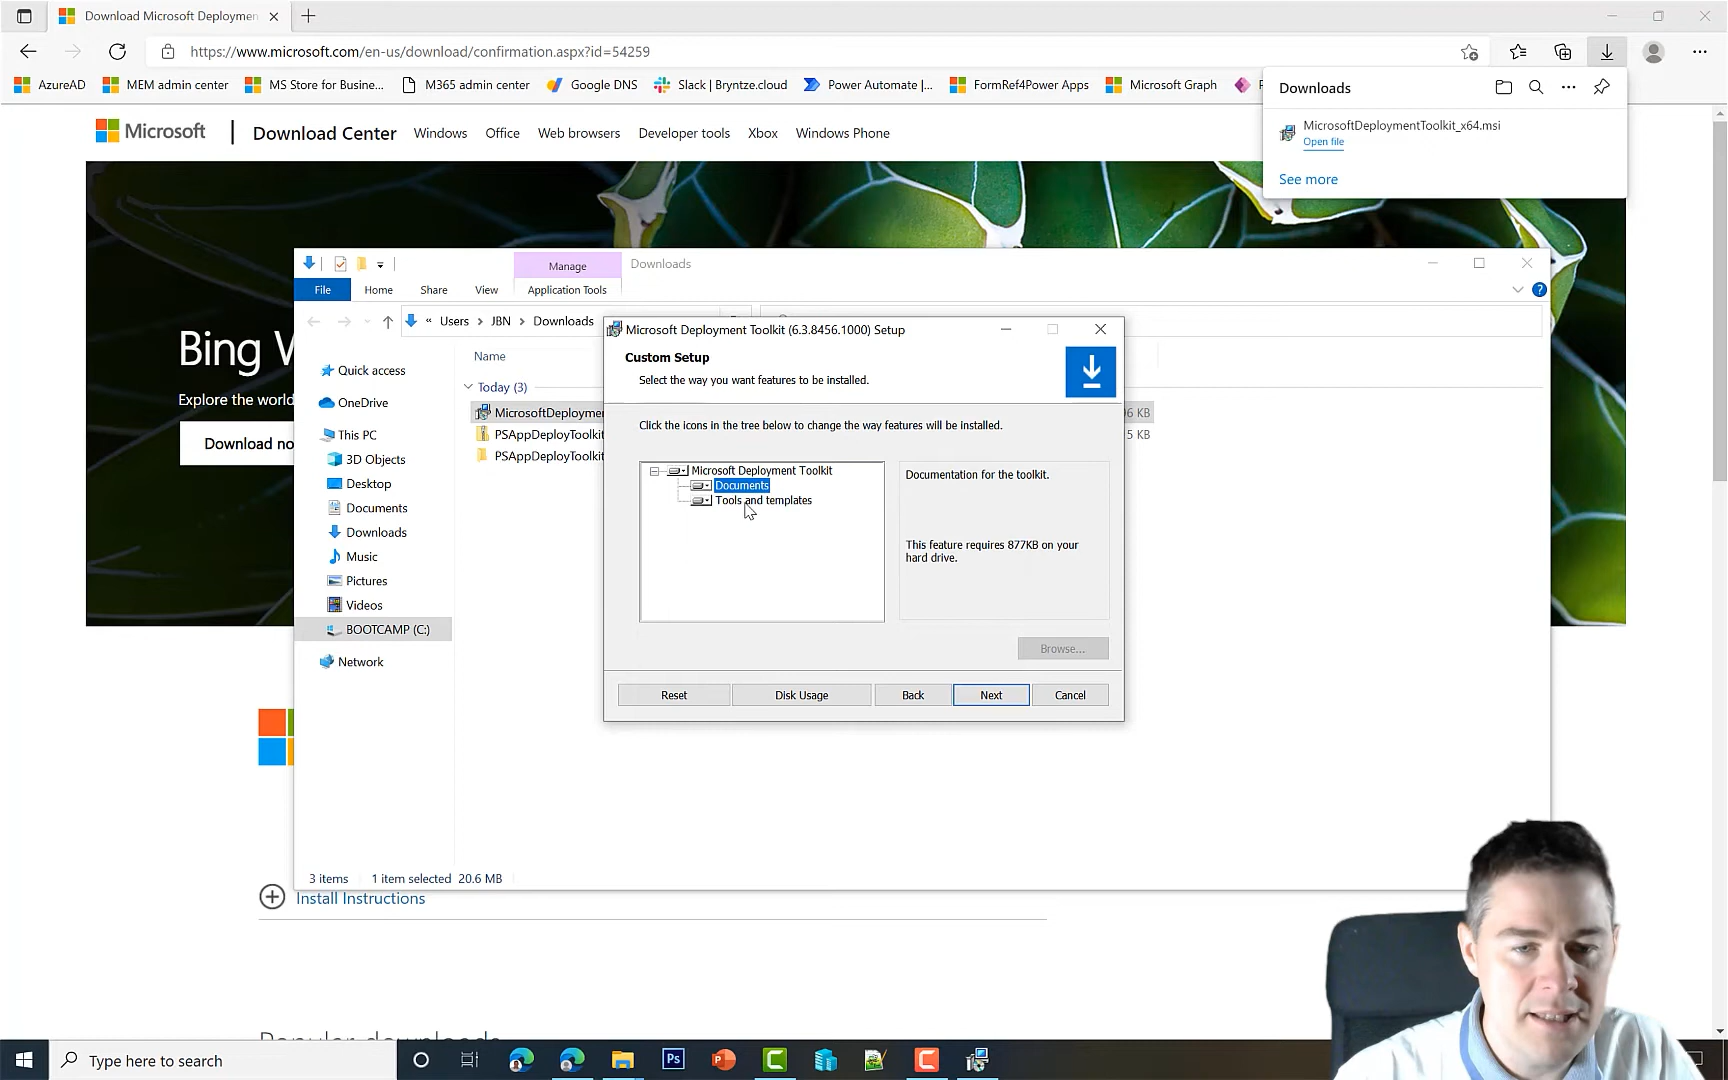 Download Microsoft Deploymen
https://www.microsoft.com/en-us/download/confirmation.aspx?id=54259
AzureAD
MEM admin center
MS Store for Busine...
M365 admin center
Google DNS
Slack | Bryntze.cloud
Power Automate |...
FormRef4Power Apps
Microsoft Graph
Downloads
MicrosoftDeploymentToolkit_x64.msi
Open file
See more
Microsoft
Download Center
Windows
Office
Web browsers
Developer tools
Xbox
Windows Phone
Bing W
Explore the world
Download no
Manage
Downloads
File
Home
Share
View
Application Tools
« Users > JBN > Downloads
Name
Today (3)
MicrosoftDeployme
PSAppDeployToolkit
PSAppDeployToolkit
96 KB
5 KB
Quick access
OneDrive
This PC
3D Objects
Desktop
Documents
Downloads
Music
Pictures
Videos
BOOTCAMP (C:)
Network
3 items
1 item selected 20.6 MB
Microsoft Deployment Toolkit (6.3.8456.1000) Setup
Custom Setup
Select the way you want features to be installed.
Click the icons in the tree below to change the way features will be installed.
Microsoft Deployment Toolkit
Documents
Tools and templates
Documentation for the toolkit.
This feature requires 877KB on your
hard drive.
Browse...
Reset
Disk Usage
Back
Next
Cancel
Install Instructions
Popular downloads
Type here to search
Ps